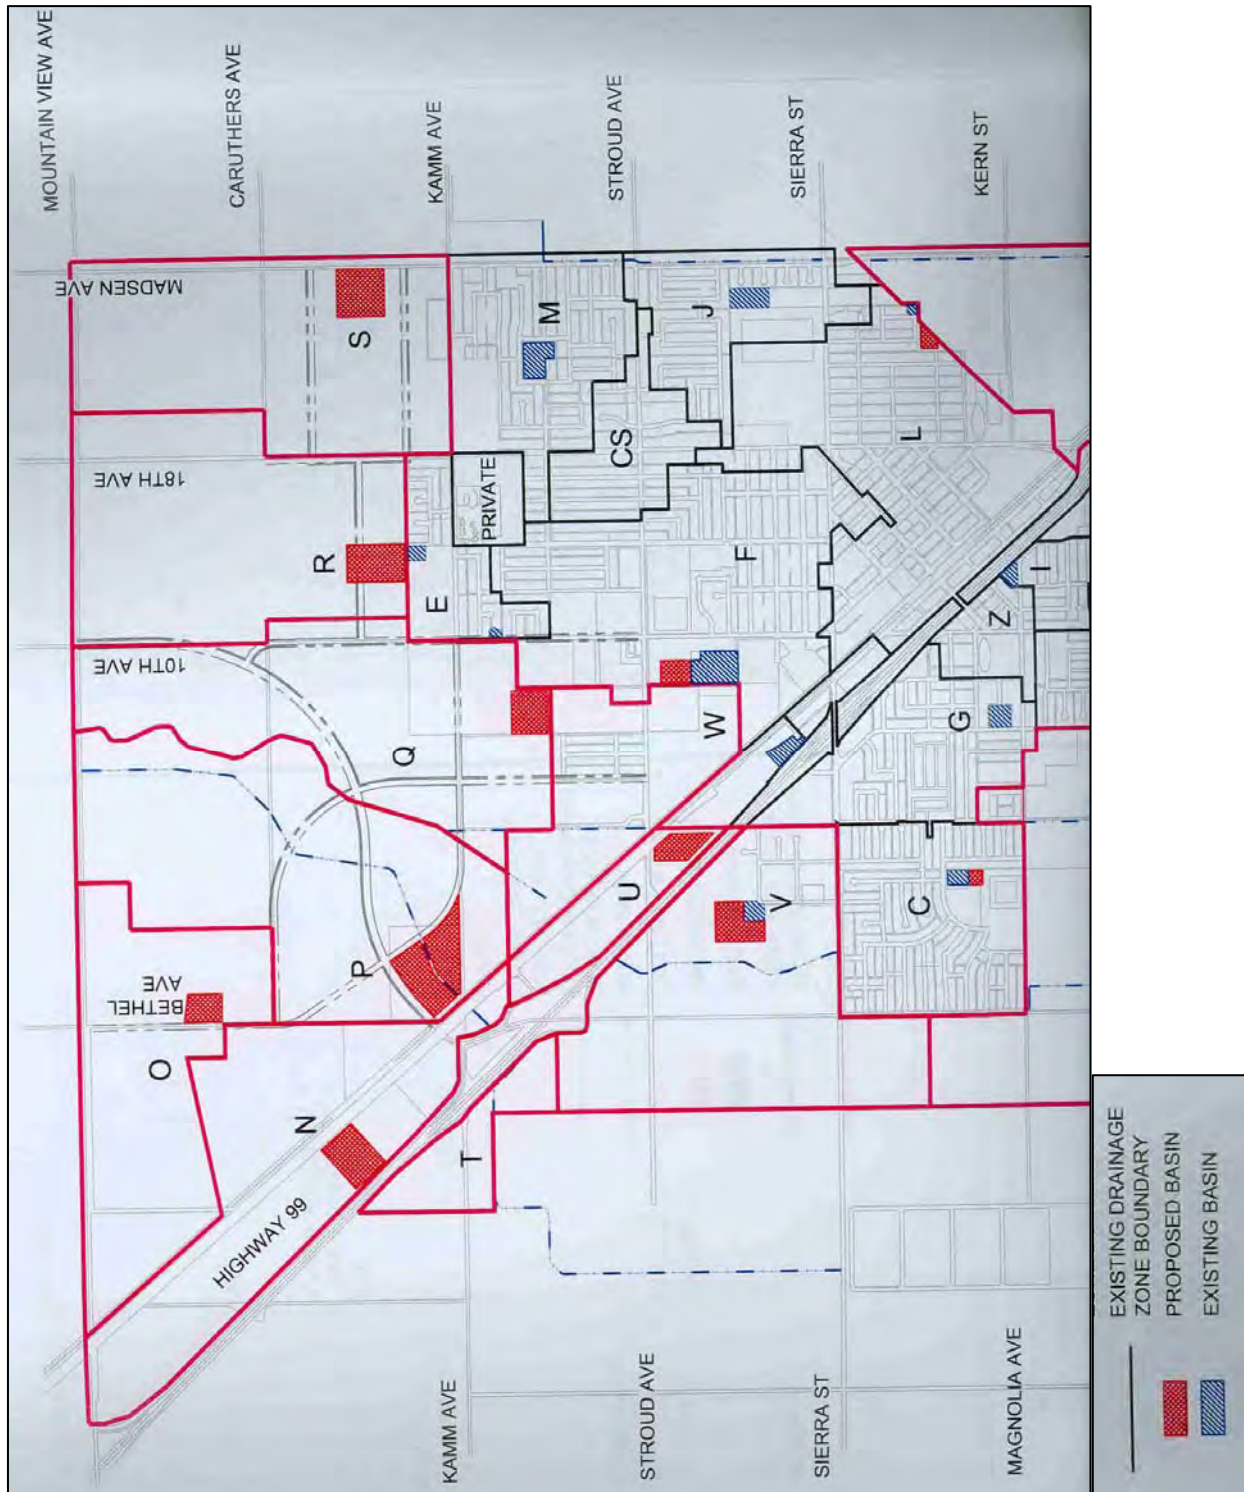 MOUNTAIN VIEW AVE
CARUTHERS AVE
KAMM AVE
STROUD AVE
SIERRA ST
KERN ST
MADSEN AVE
18TH AVE
10TH AVE
BETHEL
AVE
S
M
J
R
E
PRIVATE
CS
L
F
Q
W
Z
I
G
P
U
V
C
O
N
T
HIGHWAY 99
KAMM AVE
STROUD AVE
SIERRA ST
MAGNOLIA AVE
EXISTING DRAINAGE
ZONE BOUNDARY
PROPOSED BASIN
EXISTING BASIN